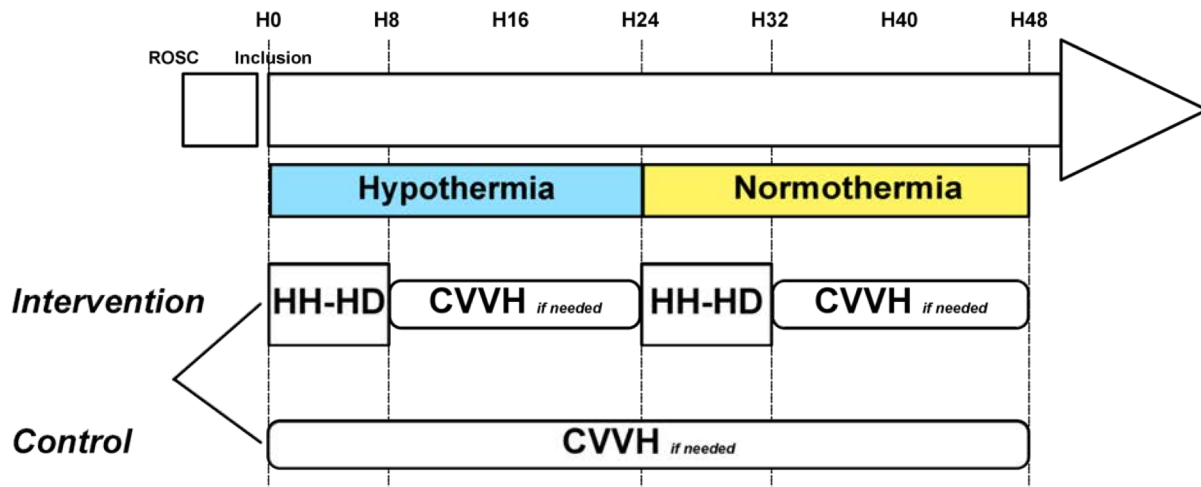 H0 H8 H16 H24 H32 H40 H48
ROSC Inclusion
Hypothermia Normothermia
Intervention HH-HD CVVH if needed HH-HD CVVH if needed
Control CVVH if needed